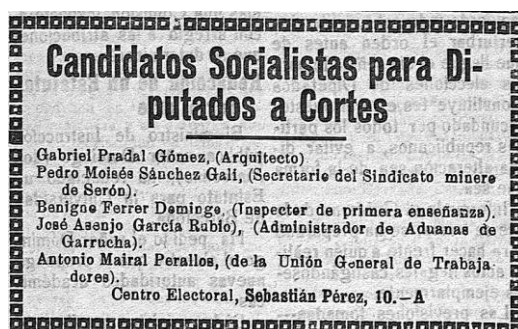 Candidatos Socialistas para Di-
putados a Cortes
Gabriel Pradal Gómez, (Arquitecto)
Pedro Moisés Sánchez Gali, (Secretario del Sindicato minero
de Serón).
Benigno Ferrer Domingo, (Inspector de primera enseñanza).
José Asenjo García Rubió), (Administrador de Aduanas de
Garrucha).
Antonio Mairal Perallos, (de la Unión General de Trabaja
dores).
Centro Electoral, Sebastián Pérez, 10.—A